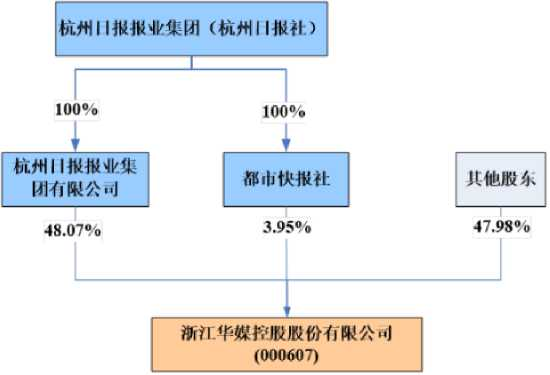 杭州日报报业集团（杭州日报社）
100%
100%
杭州日报报业集
团有限公司
都市快报社
其他股东
48.07%
3.95%
47.98%
浙江华媒控股股份有限公司
(000607)